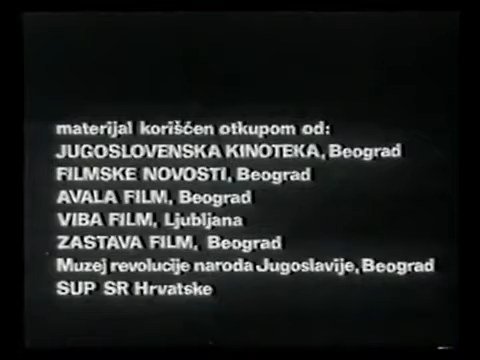 materijal korišćen otkupom od:
JUGOSLOVENSKA KINOTEKA, Beograd
FILMSKE NOVOSTI, Beograd
AVALA FILM, Beograd
VIBA FILM, Ljubljana
ZASTAVA FILM, Beograd
Muzej revolucije naroda Jugoslavije, Beograd
SUP SR Hrvatske